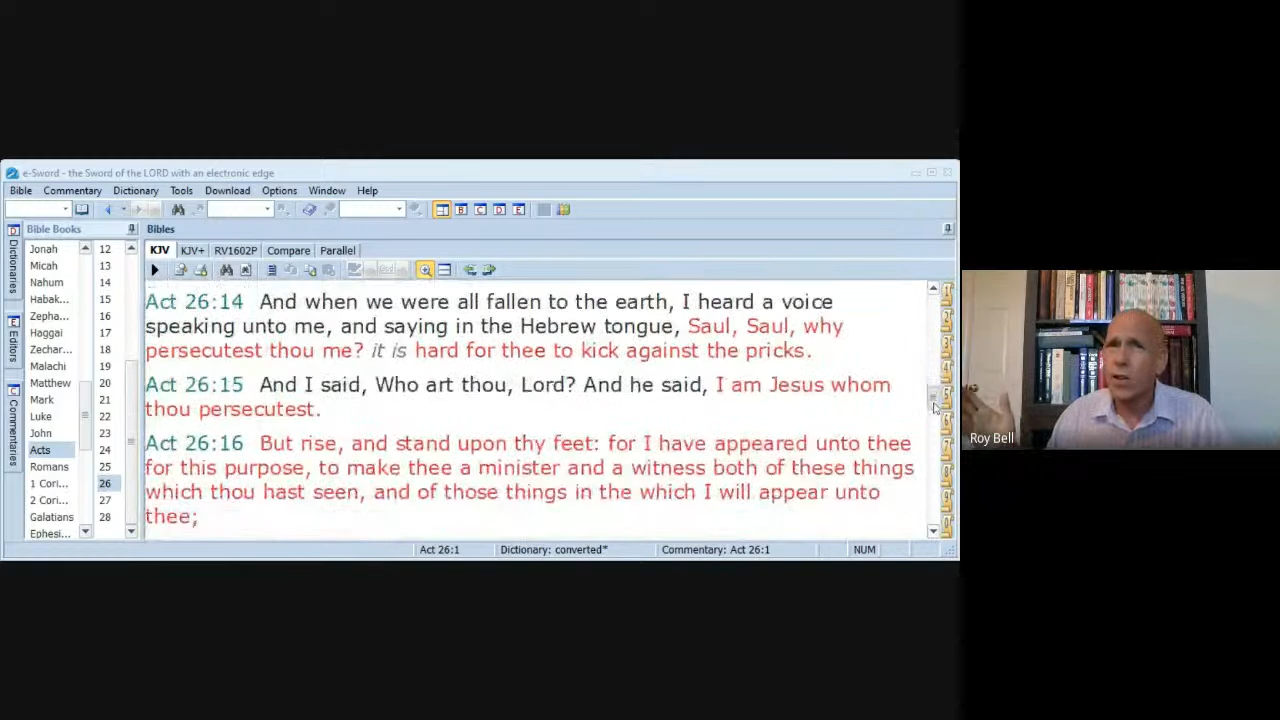 e-Sword - the Sword of the LORD with an electronic edge
Bible Commentary Dictionary Tools Download Options Window Help
Bible Books
Bibles
KJV KJV+ RV1602P Compare Parallel
Dictionaries
Editors
Commentaries
Jonah 12
Micah 13
Nahum 14
Habak... 15
Zepha... 16
Haggai 17
Zechar... 18
Malachi 19
Matthew 20
Mark 21
Luke 22
John 23
Acts 24
Romans 25
1 Cori... 26
2 Cori... 27
Galatians 28
Ephesi...
Act 26:14 And when we were all fallen to the earth, I heard a voice
speaking unto me, and saying in the Hebrew tongue, Saul, Saul, why
persecutest thou me? it is hard for thee to kick against the pricks.
Act 26:15 And I said, Who art thou, Lord? And he said, I am Jesus whom
thou persecutest.
Act 26:16 But rise, and stand upon thy feet: for I have appeared unto thee
for this purpose, to make thee a minister and a witness both of these things
which thou hast seen, and of those things in the which I will appear unto
thee;
Act 26:1 Dictionary: converted* Commentary: Act 26:1 NUM
Roy Bell